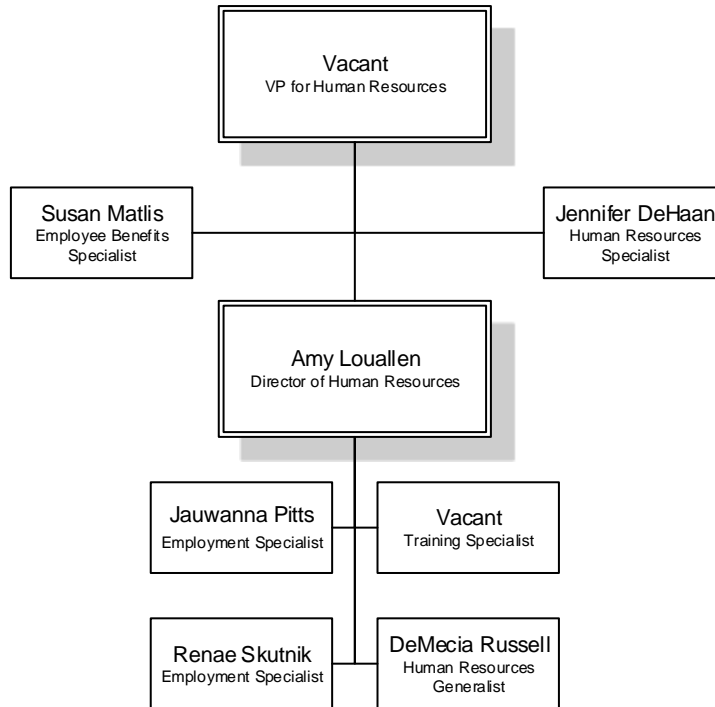 Vacant
VP for Human Resources
Susan Matlis
Employee Benefits
Specialist
Jennifer DeHaan
Human Resources
Specialist
Amy Louallen
Director of Human Resources
Jauwanna Pitts
Employment Specialist
Vacant
Training Specialist
Renae Skutnik
Employment Specialist
DeMecia Russell
Human Resources
Generalist